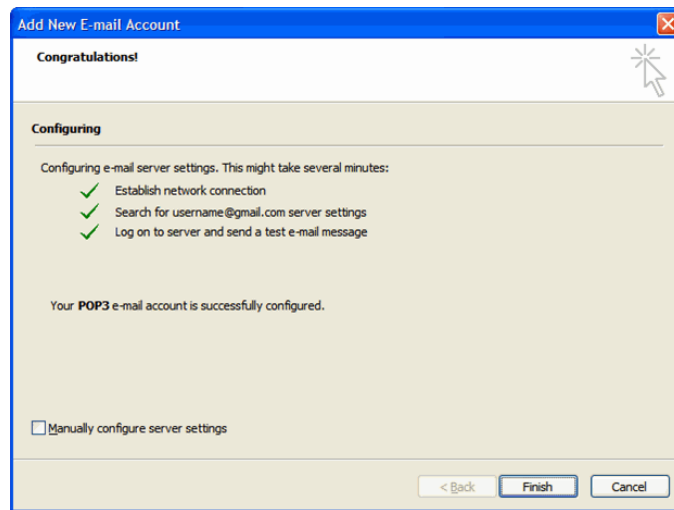 Add New E-mail Account
Congratulations!
Configuring
Configuring e-mail server settings. This might take several minutes:
Establish network connection
Search for username@gmail.com server settings
Log on to server and send a test e-mail message
Your POP3 e-mail account is successfully configured.
Manually configure server settings
< Back Finish Cancel